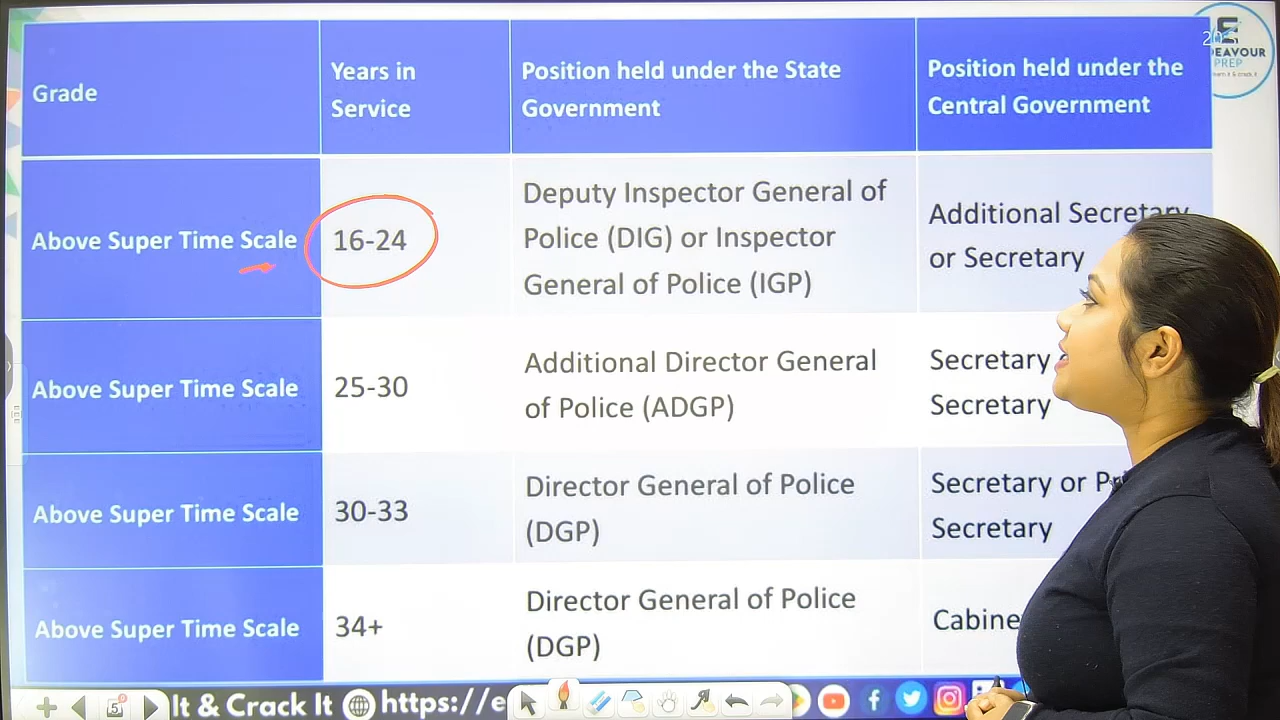 Grade
Years in
Service
Position held under the State
Government
Position held under the
Central Government
DEAVOUR
PREP
Above Super Time Scale
16-24
Deputy Inspector General of
Police (DIG) or Inspector
General of Police (IGP)
Additional Secretary
or Secretary
Above Super Time Scale
25-30
Additional Director General
of Police (ADGP)
Secretary
Secretary
Above Super Time Scale
30-33
Director General of Police
(DGP)
Secretary or
Secretary
Above Super Time Scale
34+
Director General of Police
(DGP)
It & Crack It https://e